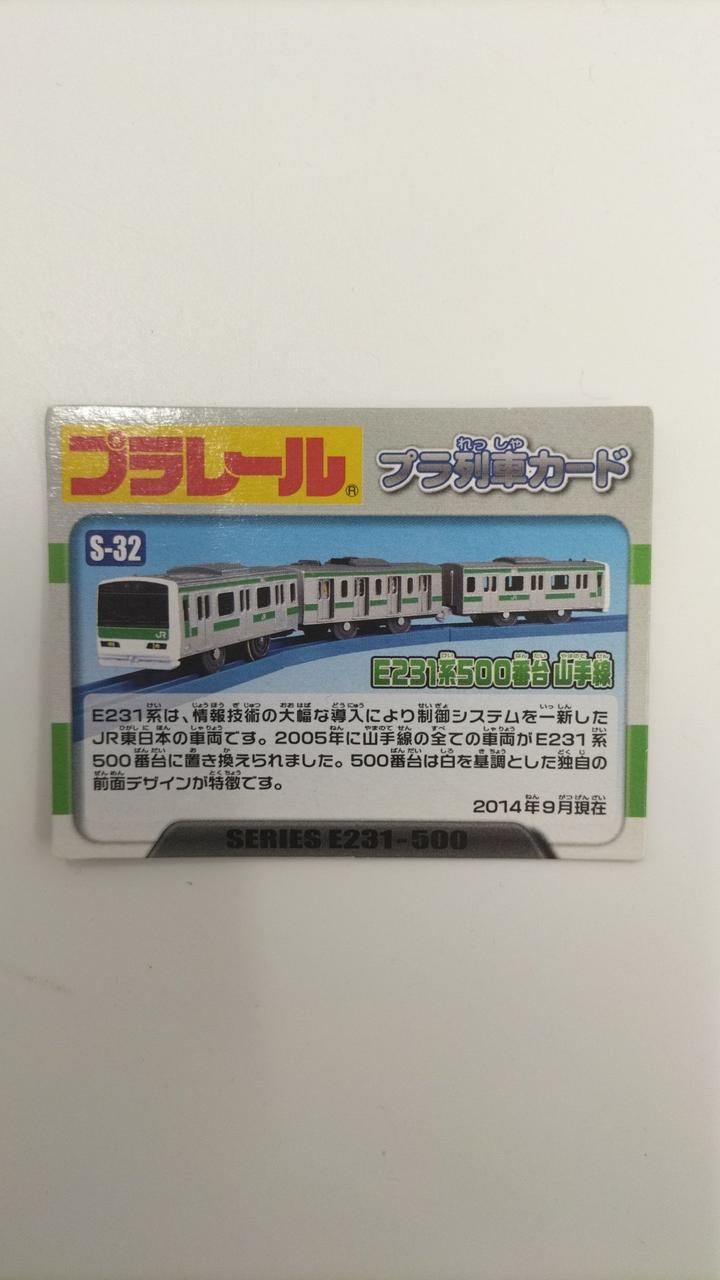 プラレール®
プラ列車カード
S-32
JR
E231系500番台 山手線
E231系は、情報技術の大幅な導入により制御システムを一新した
JR東日本の車両です。2005年に山手線の全ての車両がE231系
500番台に置き換えられました。500番台は白を基調とした独自の
前面デザインが特徴です。
2014年9月現在
SERIES E231-500